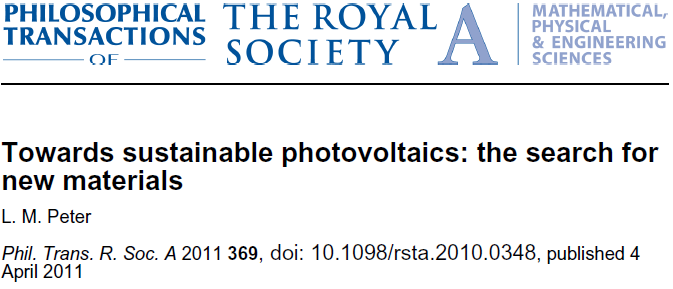 PHILOSOPHICAL
TRANSACTIONS
OF
THE ROYAL
SOCIETY
A
MATHEMATICAL,
PHYSICAL
& ENGINEERING
SCIENCES
Towards sustainable photovoltaics: the search for
new materials
L. M. Peter
Phil. Trans. R. Soc. A 2011 369, doi: 10.1098/rsta.2010.0348, published 4
April 2011